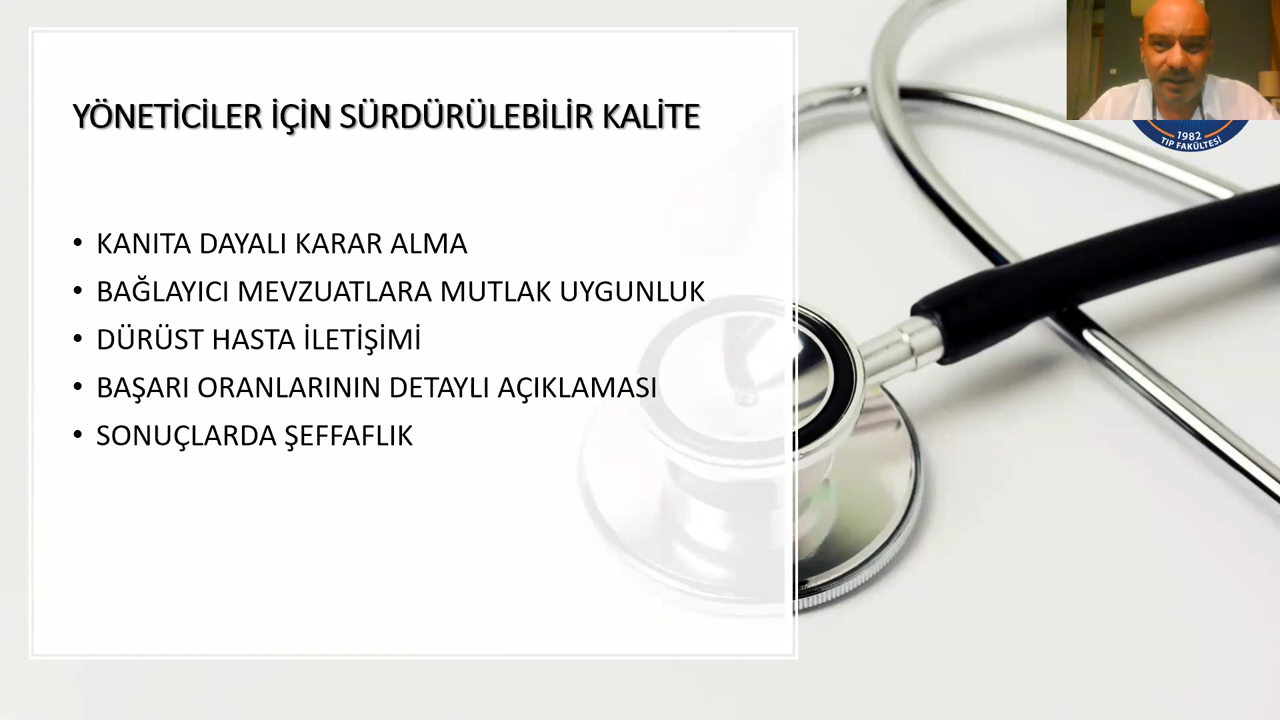 YÖNETİCİLER İÇİN SÜRDÜRÜLEBİLİR KALİTE
• KANITA DAYALI KARAR ALMA
• BAĞLAYICI MEVZUATLARA MUTLAK UYGUNLUK
• DÜRÜST HASTA İLETİŞİMİ
• BAŞARI ORANLARININ DETAYLI AÇIKLAMASI
• SONUÇLARDA ŞEFFAFLIK
1982
TIP FAKÜLTESİ